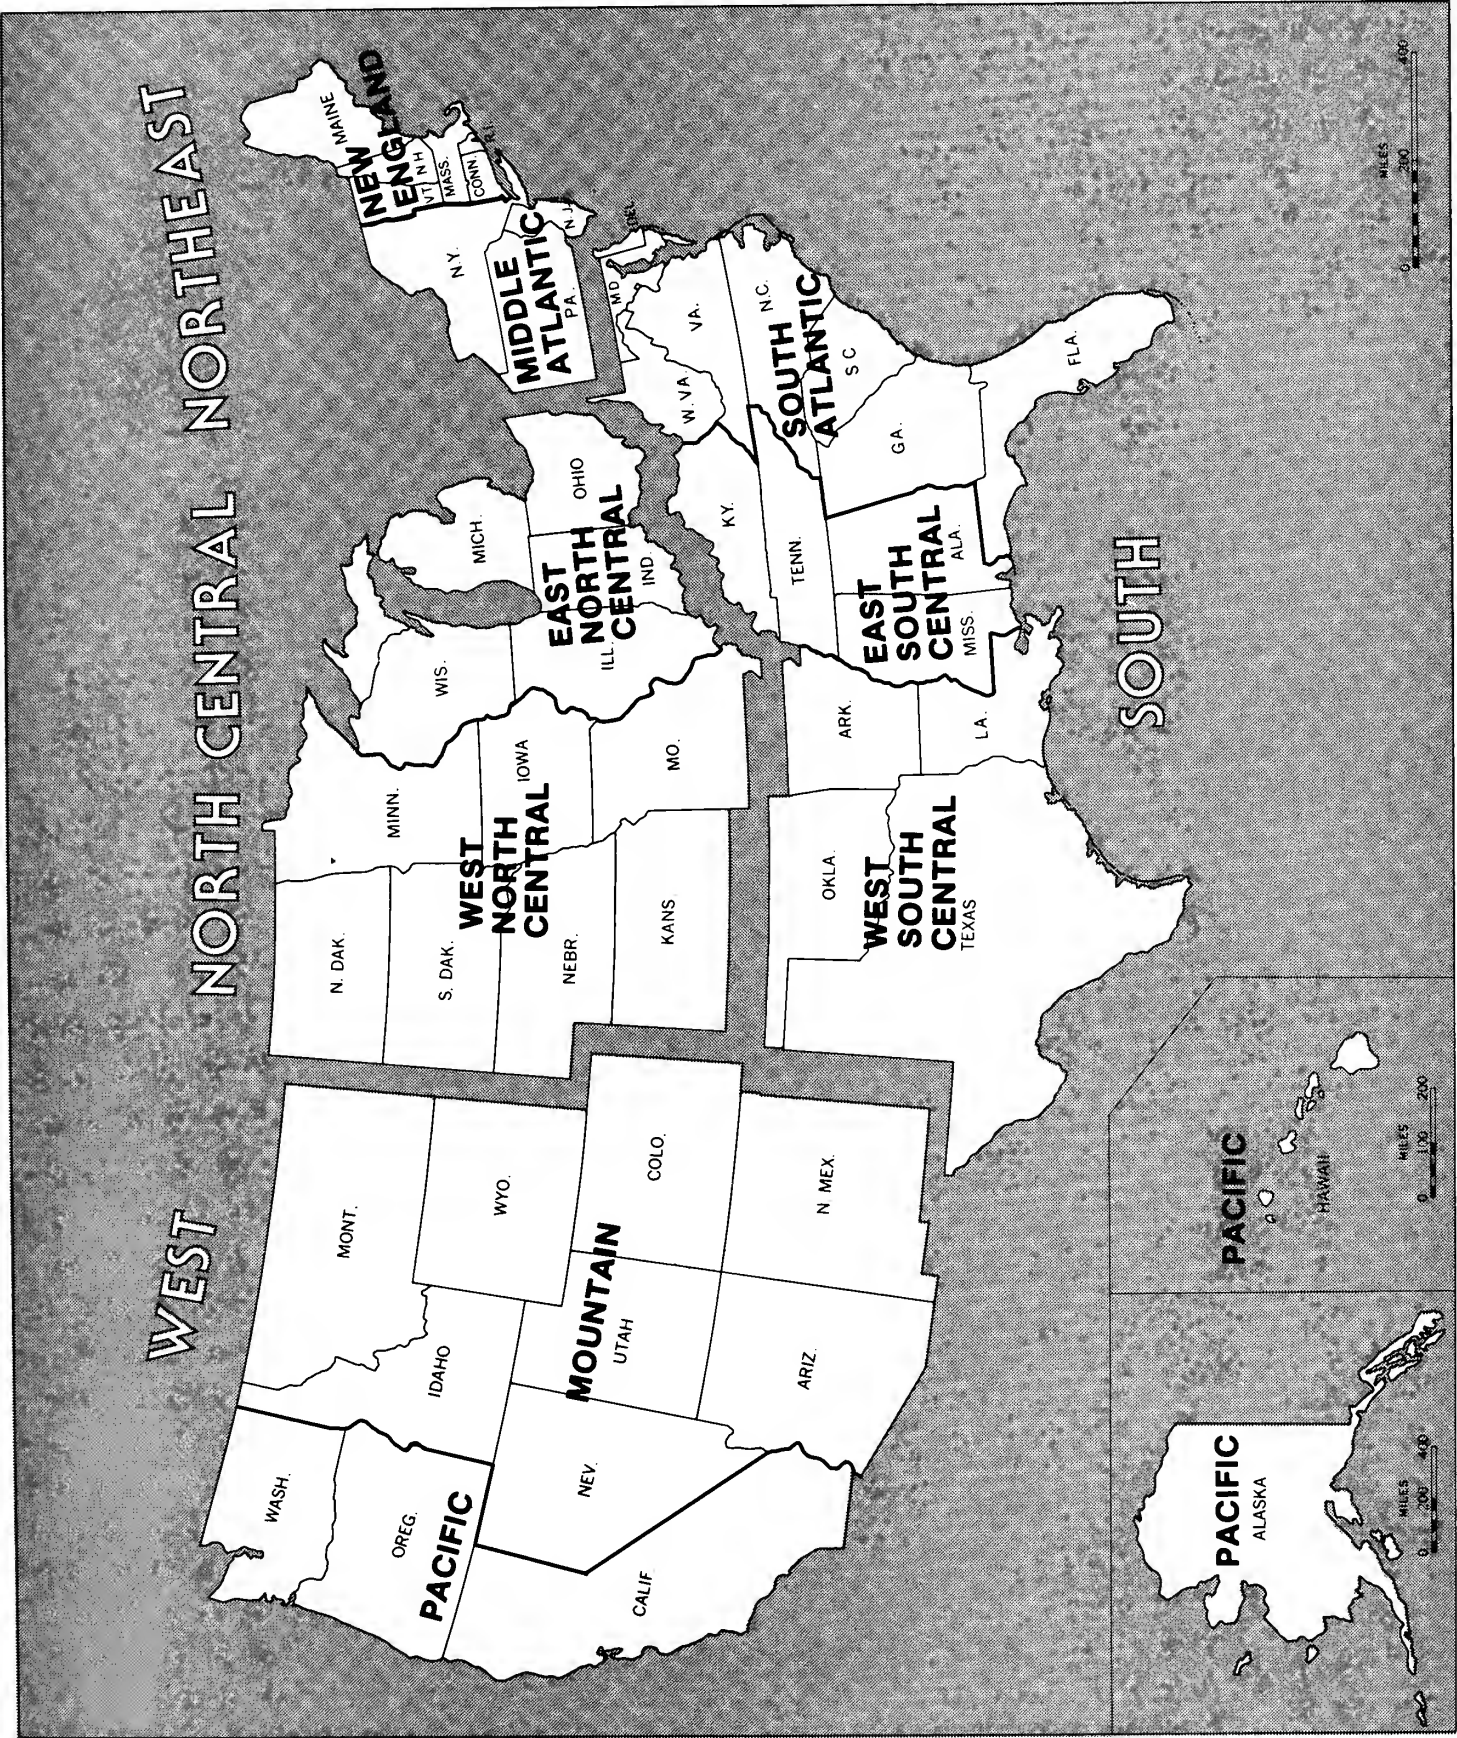 WEST
NORTH CENTRAL
NORTHEAST
WASH.
OREG.
PACIFIC
CALIF
MONT.
IDAHO
WYO.
NEV.
MOUNTAIN
UTAH
COLO.
ARIZ.
N MEX.
N. DAK.
S. DAK.
MINN.
WEST
NORTH
CENTRAL
NEBR.
IOWA
KANS
MO.
WIS.
MICH.
EAST
NORTH
CENTRAL
ILL.
IND.
OHIO
NEW
ENGLAND
MAINE
VT.
N H
MASS.
CONN.
R.I.
MIDDLE
ATLANTIC
N.Y.
PA.
N.J.
SOUTH
ATLANTIC
DEL.
MD
W. VA.
VA.
N.C.
S C
GA.
FLA.
EAST
SOUTH
CENTRAL
KY.
TENN.
MISS.
ALA.
WEST
SOUTH
CENTRAL
OKLA.
ARK.
TEXAS
LA.
SOUTH
PACIFIC
ALASKA
MILES
0 200 400
PACIFIC
HAWAII
MILES
0 100 200
MILES
0 200 400